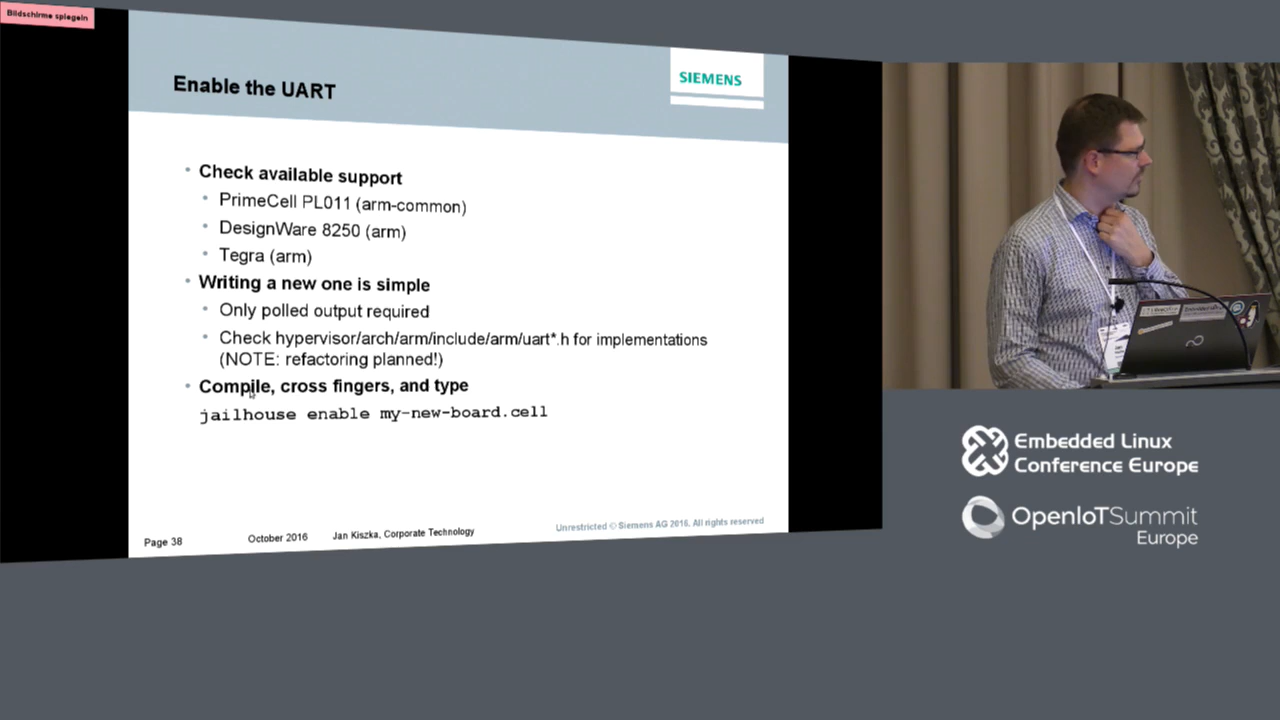 Bildschirme spiegeln
Enable the UART
SIEMENS
Check available support
PrimeCell PL011 (arm-common)
DesignWare 8250 (arm)
Tegra (arm)
Writing a new one is simple
Only polled output required
Check hypervisor/arch/arm/include/arm/uart*.h for implementations
(NOTE: refactoring planned!)
Compile, cross fingers, and type
jailhouse enable my-new-board.cell
Page 38
October 2016
Jan Kiszka, Corporate Technology
Unrestricted © Siemens AG 2016. All rights reserved
Embedded Linux
Conference Europe
OpenIoTSummit
Europe